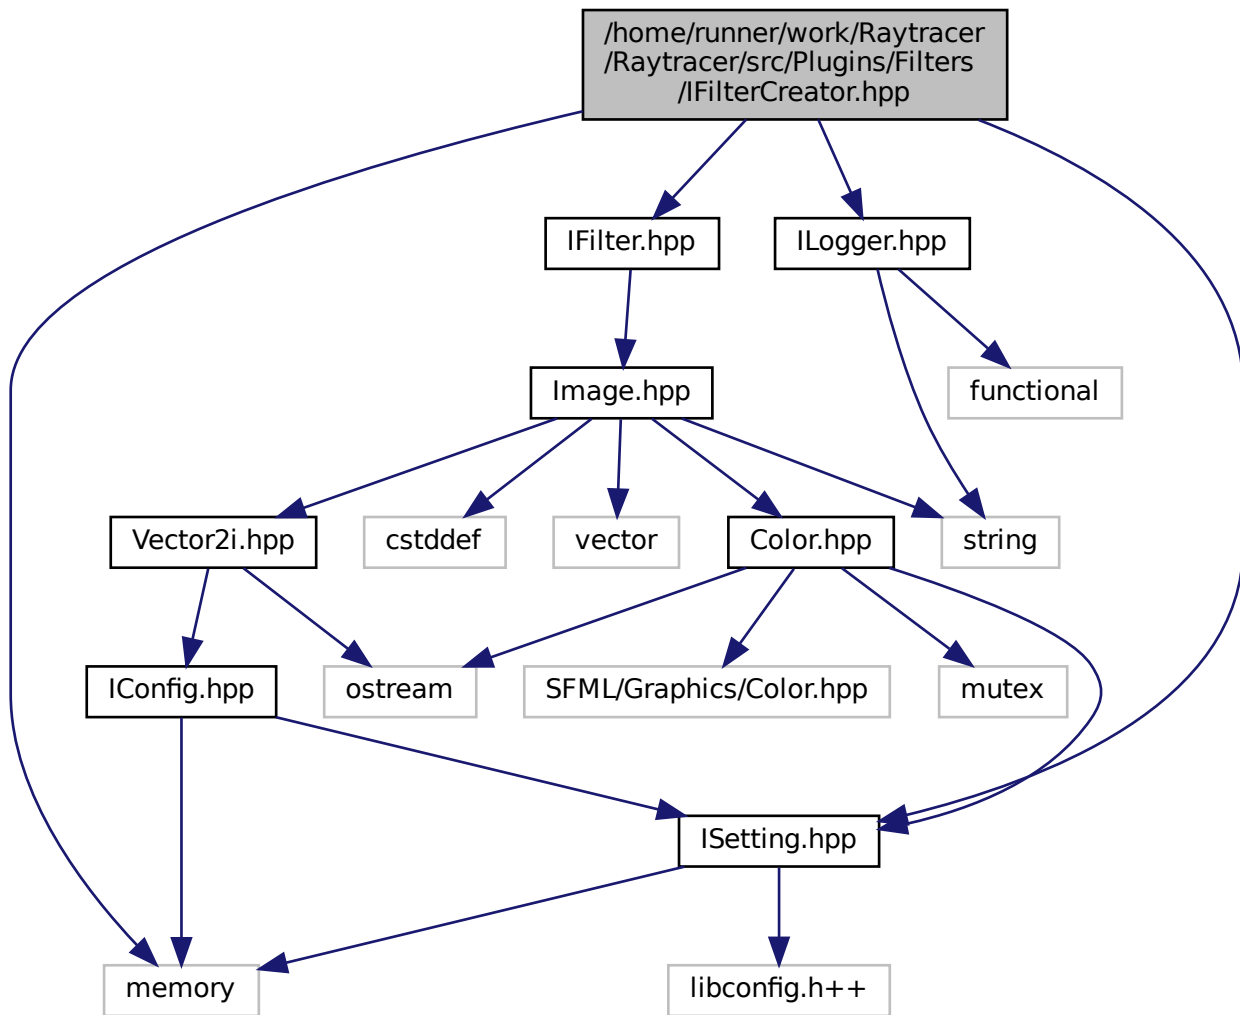 /home/runner/work/Raytracer
/Raytracer/src/Plugins/Filters
/IFilterCreator.hpp
IFilter.hpp
ILogger.hpp
Image.hpp
functional
Vector2i.hpp
cstddef
vector
Color.hpp
string
IConfig.hpp
ostream
SFML/Graphics/Color.hpp
mutex
ISetting.hpp
memory
libconfig.h++